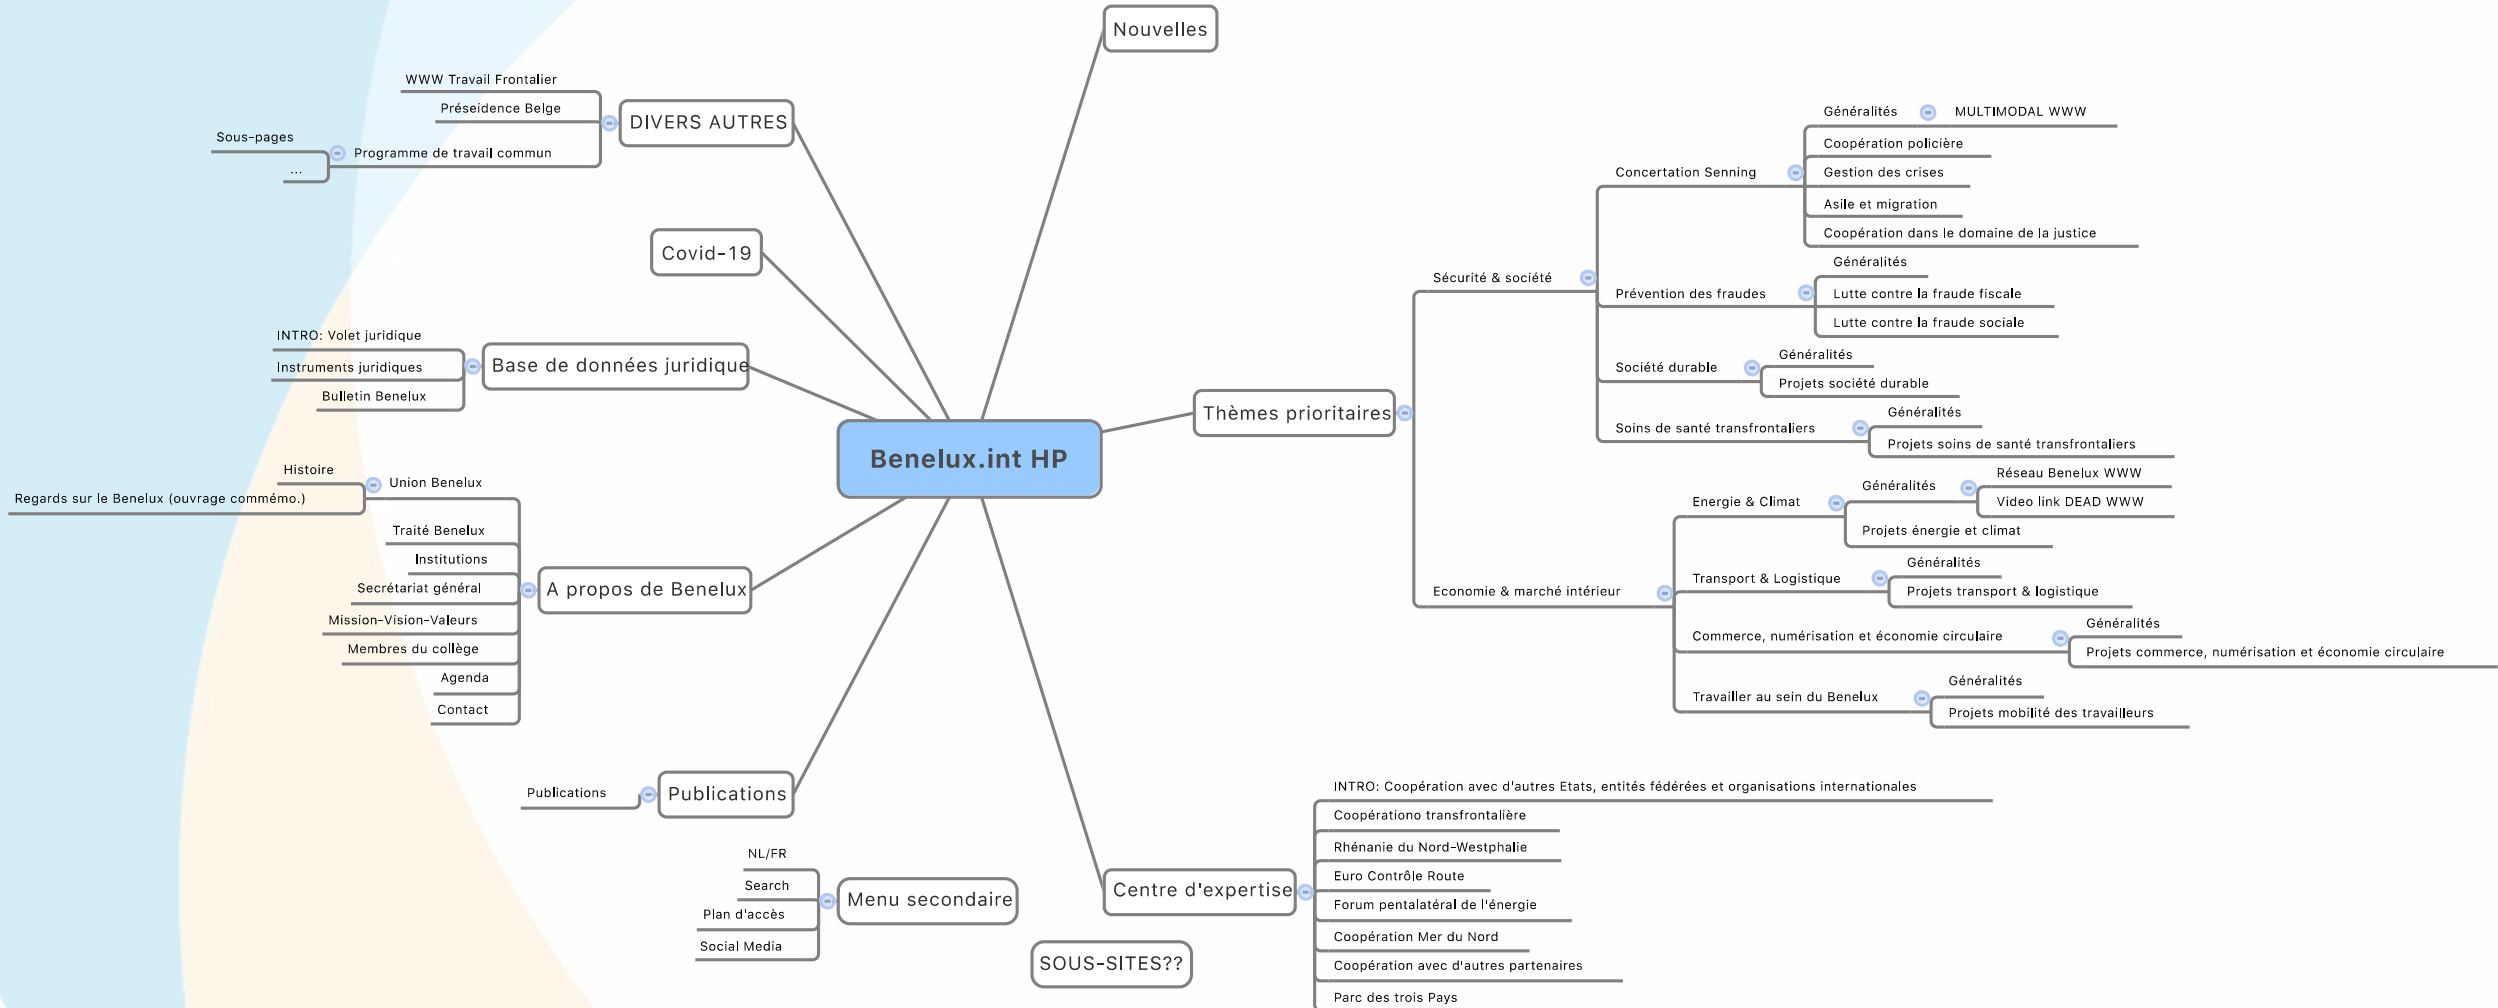 Benelux.int HP
Nouvelles
Thèmes prioritaires
Sécurité & société
Concertation Senning
Généralités
MULTIMODAL WWW
Coopération policière
Gestion des crises
Asile et migration
Coopération dans le domaine de la justice
Prévention des fraudes
Généralités
Lutte contre la fraude fiscale
Lutte contre la fraude sociale
Société durable
Généralités
Projets société durable
Soins de santé transfrontaliers
Généralités
Projets soins de santé transfrontaliers
Economie & marché intérieur
Energie & Climat
Généralités
Réseau Benelux WWW
Video link DEAD WWW
Projets énergie et climat
Transport & Logistique
Généralités
Projets transport & logistique
Commerce, numérisation et économie circulaire
Généralités
Projets commerce, numérisation et économie circulaire
Travailler au sein du Benelux
Généralités
Projets mobilité des travailleurs
Centre d'expertise
INTRO: Coopération avec d'autres Etats, entités fédérées et organisations internationales
Coopérationo transfrontalière
Rhénanie du Nord-Westphalie
Euro Contrôle Route
Forum pentalatéral de l'énergie
Coopération Mer du Nord
Coopération avec d'autres partenaires
Parc des trois Pays
SOUS-SITES??
Menu secondaire
NL/FR
Search
Plan d'accès
Social Media
Publications
Publications
A propos de Benelux
Union Benelux
Histoire
Regards sur le Benelux (ouvrage commémo.)
Traité Benelux
Institutions
Secrétariat général
Mission-Vision-Valeurs
Membres du collège
Agenda
Contact
Base de données juridique
INTRO: Volet juridique
Instruments juridiques
Bulletin Benelux
Covid-19
DIVERS AUTRES
WWW Travail Frontalier
Préseidence Belge
Programme de travail commun
Sous-pages
...